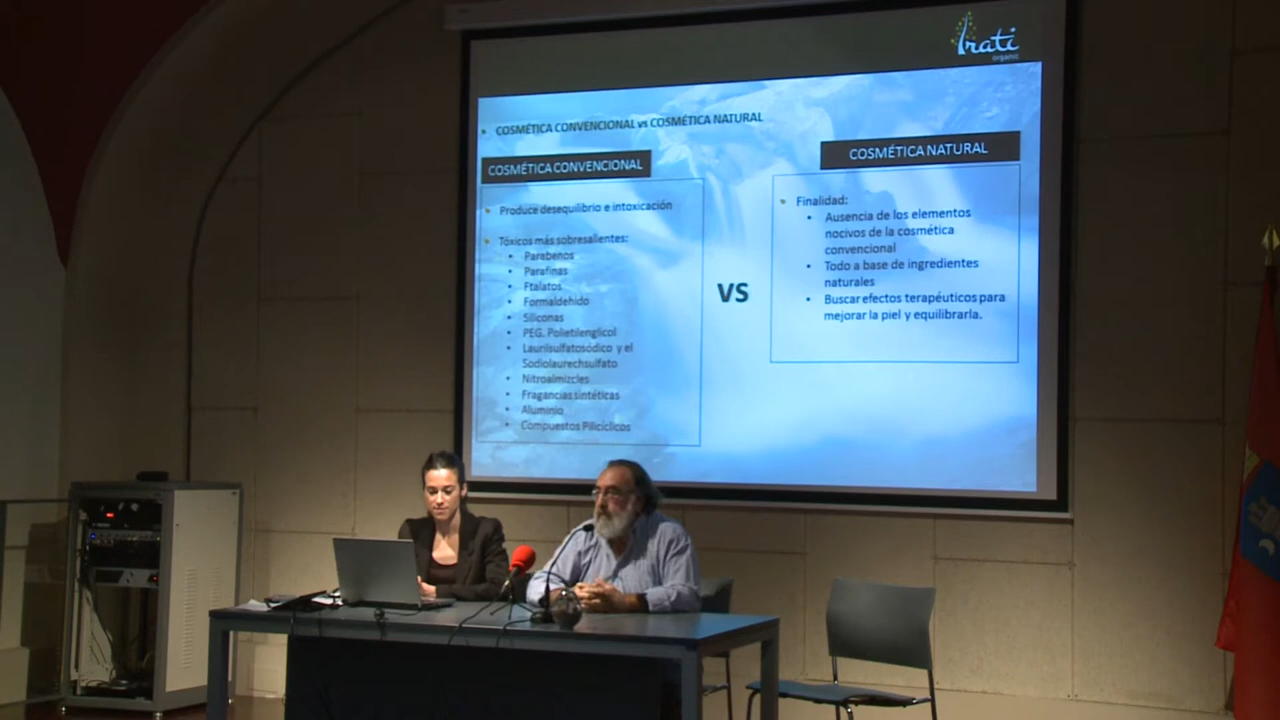 Irati
organic
COSMÉTICA CONVENCIONAL vs COSMÉTICA NATURAL
COSMÉTICA CONVENCIONAL
Produce desequilibrio e intoxicación
Tóxicos más sobresalientes:
Parabenos
Parafinas
Ftalatos
Formaldehido
Siliconas
PEG. Polietilenglicol
Laurilsulfatosódico y el
Sodiolaurechsulfato
Nitroalmizcles
Fragancias sintéticas
Aluminio
Compuestos Pilicíclicos
VS
COSMÉTICA NATURAL
Finalidad:
Ausencia de los elementos
nocivos de la cosmética
convencional
Todo a base de ingredientes
naturales
Buscar efectos terapéuticos para
mejorar la piel y equilibrarla.